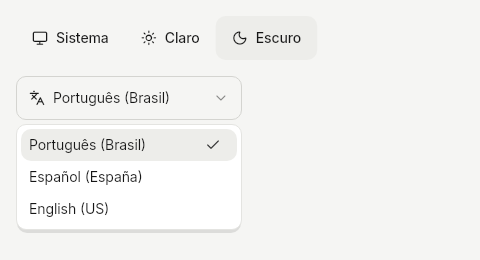 Sistema Claro Escuro
Português (Brasil)
Português (Brasil)
Español (España)
English (US)